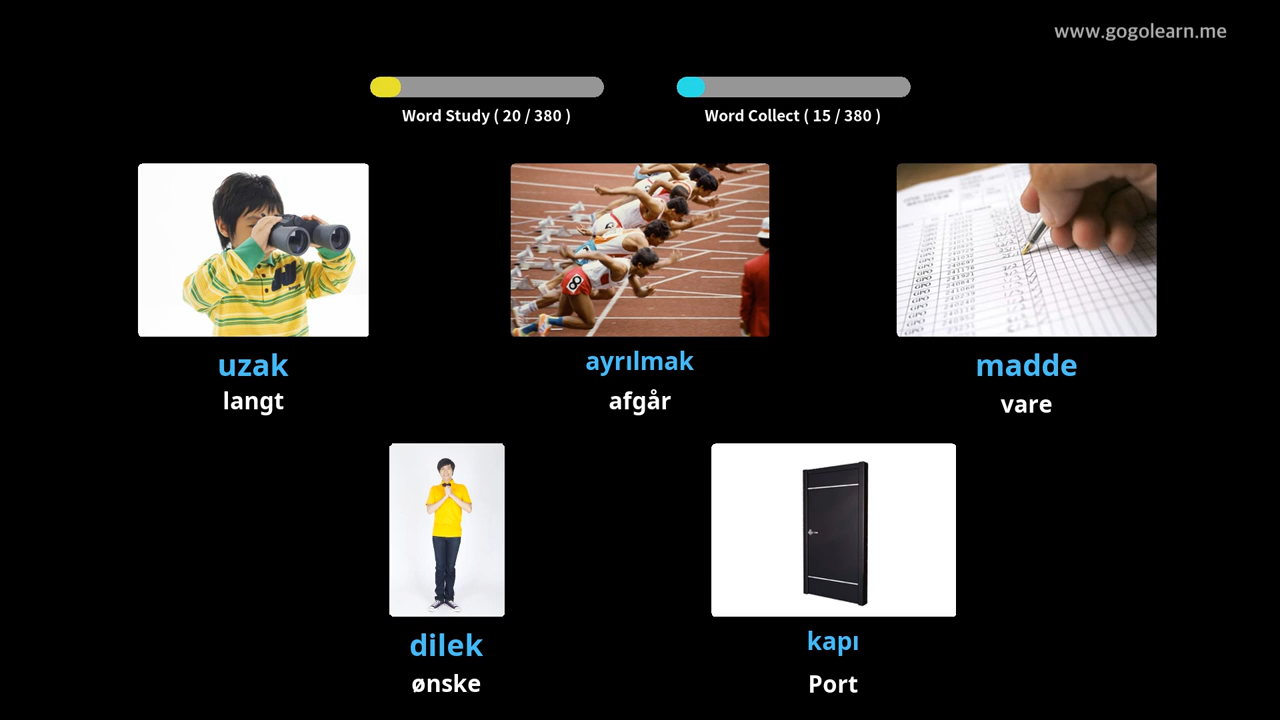 www.gogolearn.me
Word Study ( 20 / 380 )
Word Collect ( 15 / 380 )
uzak
langt
ayrılmak
afgår
madde
vare
dilek
ønske
kapı
Port